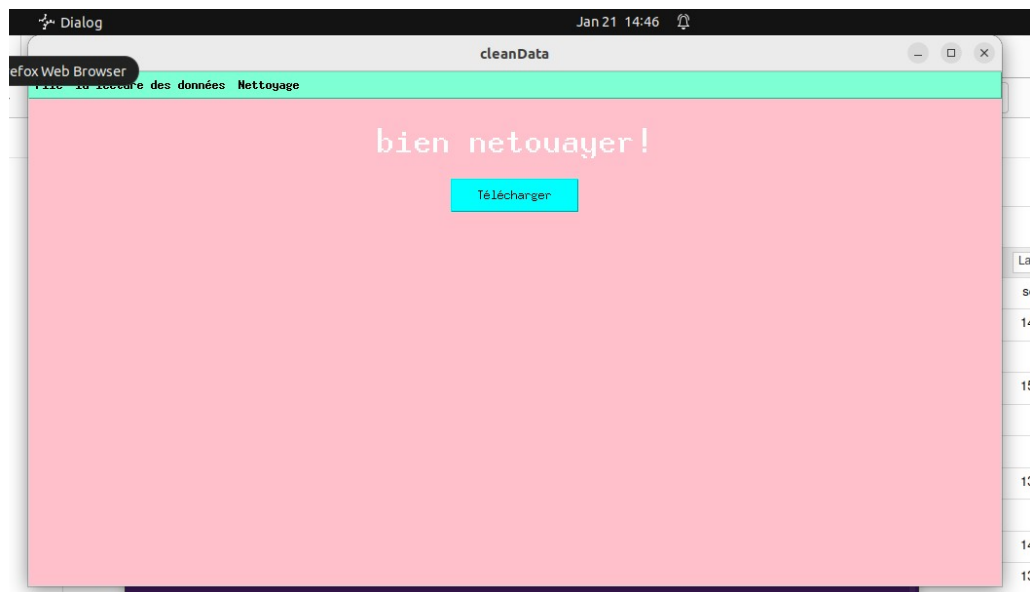 Dialog
Jan 21 14:46
cleanData
efox Web Browser
la lecture des données Nettoyage
bien netouayer!
Télécharger
La
14
15
13
14
13